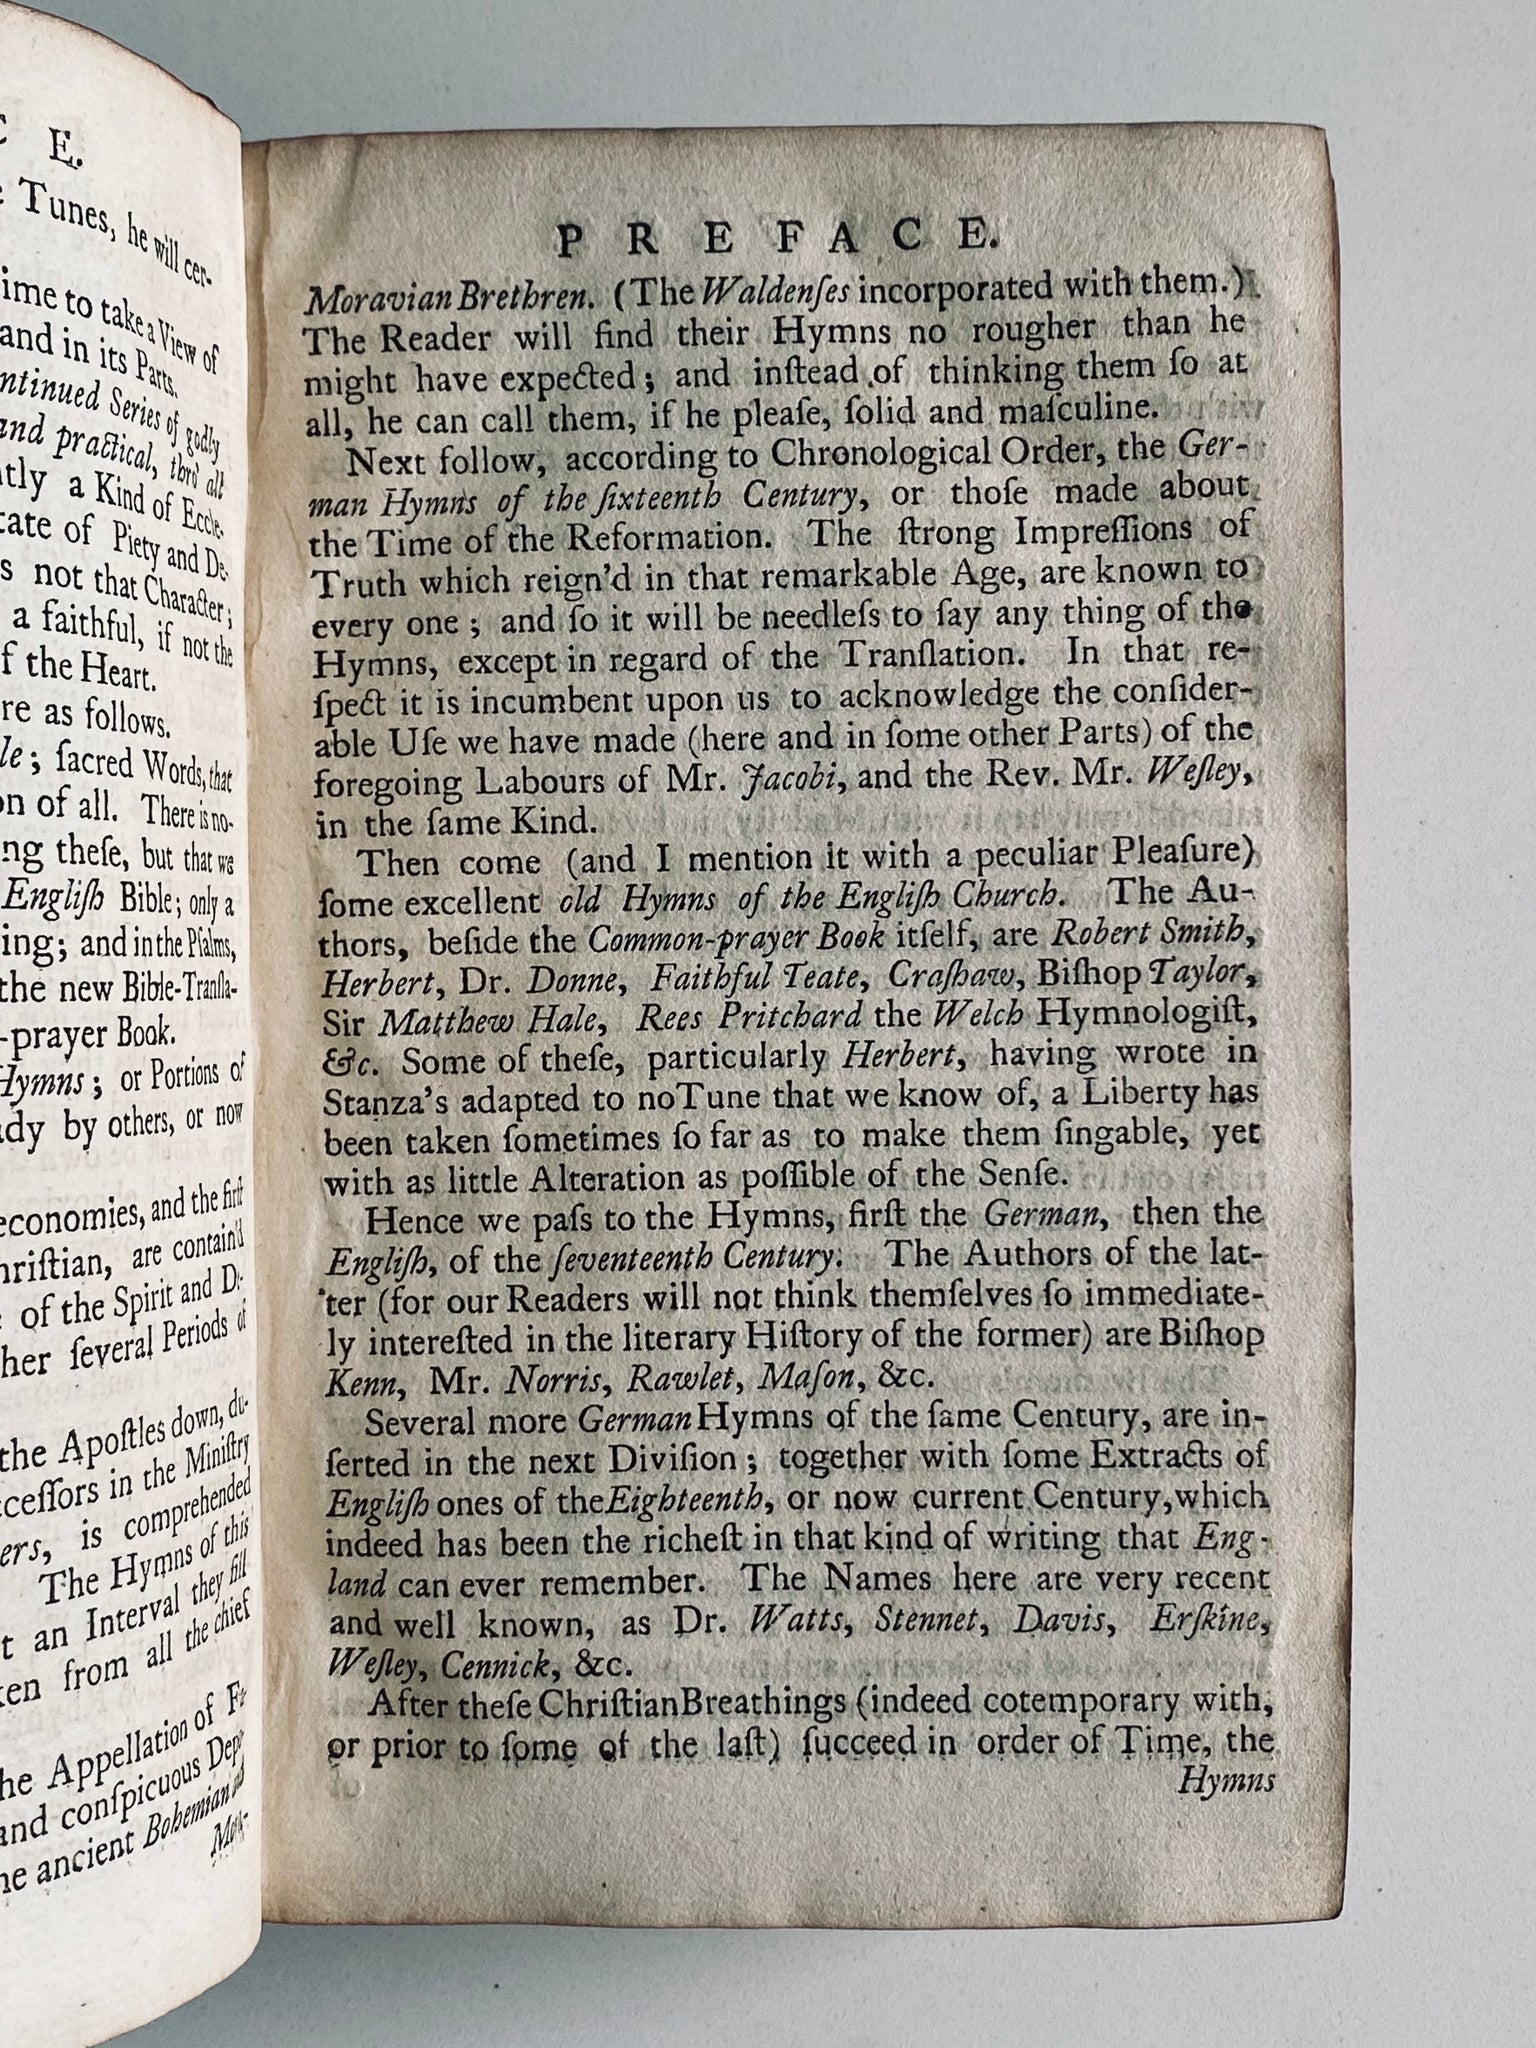 C E.
Tunes, he will cer-
ime to take a View of
and in its Parts.
ntinued Series of godly
and practical, thro' all
tly a Kind of Eccle-
tate of Piety and De-
s not that Character;
a faithful, if not the
f the Heart.
re as follows.
le; ſacred Words, that
on of all. There is no-
ng theſe, but that we
Engliſh Bible; only a
ing; and in the Pſalms,
the new Bible-Tranſla-
-prayer Book.
Hymns; or Portions of
ady by others, or now
economies, and the firſt
hriſtian, are contain'd
of the Spirit and Di-
her ſeveral Periods of
the Apoſtles down, du-
cceſſors in the Miniſtry
ers, is comprehended
The Hymns of this
t an Interval they fill
ken from all the chief
he Appellation of
and conſpicuous
he ancient Bohemian and
Mora-
PREFACE.
Moravian Brethren. (The Waldenſes incorporated with them.)
The Reader will find their Hymns no rougher than he
might have expected; and inſtead of thinking them ſo at
all, he can call them, if he pleaſe, ſolid and maſculine.
Next follow, according to Chronological Order, the Ger-
man Hymns of the ſixteenth Century, or thoſe made about
the Time of the Reformation. The ſtrong Impreſſions of
Truth which reign'd in that remarkable Age, are known to
every one; and ſo it will be needleſs to ſay any thing of the
Hymns, except in regard of the Tranſlation. In that re-
ſpect it is incumbent upon us to acknowledge the conſider-
able Uſe we have made (here and in ſome other Parts) of the
foregoing Labours of Mr. Jacobi, and the Rev. Mr. Weſley,
in the ſame Kind.
Then come (and I mention it with a peculiar Pleaſure)
ſome excellent old Hymns of the Engliſh Church. The Au-
thors, beſide the Common-prayer Book itſelf, are Robert Smith,
Herbert, Dr. Donne, Faithful Teate, Craſhaw, Biſhop Taylor,
Sir Matthew Hale, Rees Pritchard the Welch Hymnologiſt,
&c. Some of theſe, particularly Herbert, having wrote in
Stanza's adapted to no Tune that we know of, a Liberty has
been taken ſometimes ſo far as to make them ſingable, yet
with as little Alteration as poſſible of the Senſe.
Hence we paſs to the Hymns, firſt the German, then the
Engliſh, of the ſeventeenth Century. The Authors of the lat-
ter (for our Readers will not think themſelves ſo immediate-
ly intereſted in the literary Hiſtory of the former) are Biſhop
Kenn, Mr. Norris, Rawlet, Maſon, &c.
Several more German Hymns of the ſame Century, are in-
ſerted in the next Diviſion; together with ſome Extracts of
Engliſh ones of the Eighteenth, or now current Century, which
indeed has been the richeſt in that kind of writing that Eng-
land can ever remember. The Names here are very recent
and well known, as Dr. Watts, Stennet, Davis, Erſkine,
Weſley, Cennick, &c.
After theſe Chriſtian Breathings (indeed cotemporary with,
or prior to ſome of the laſt) ſucceed in order of Time, the
Hymns